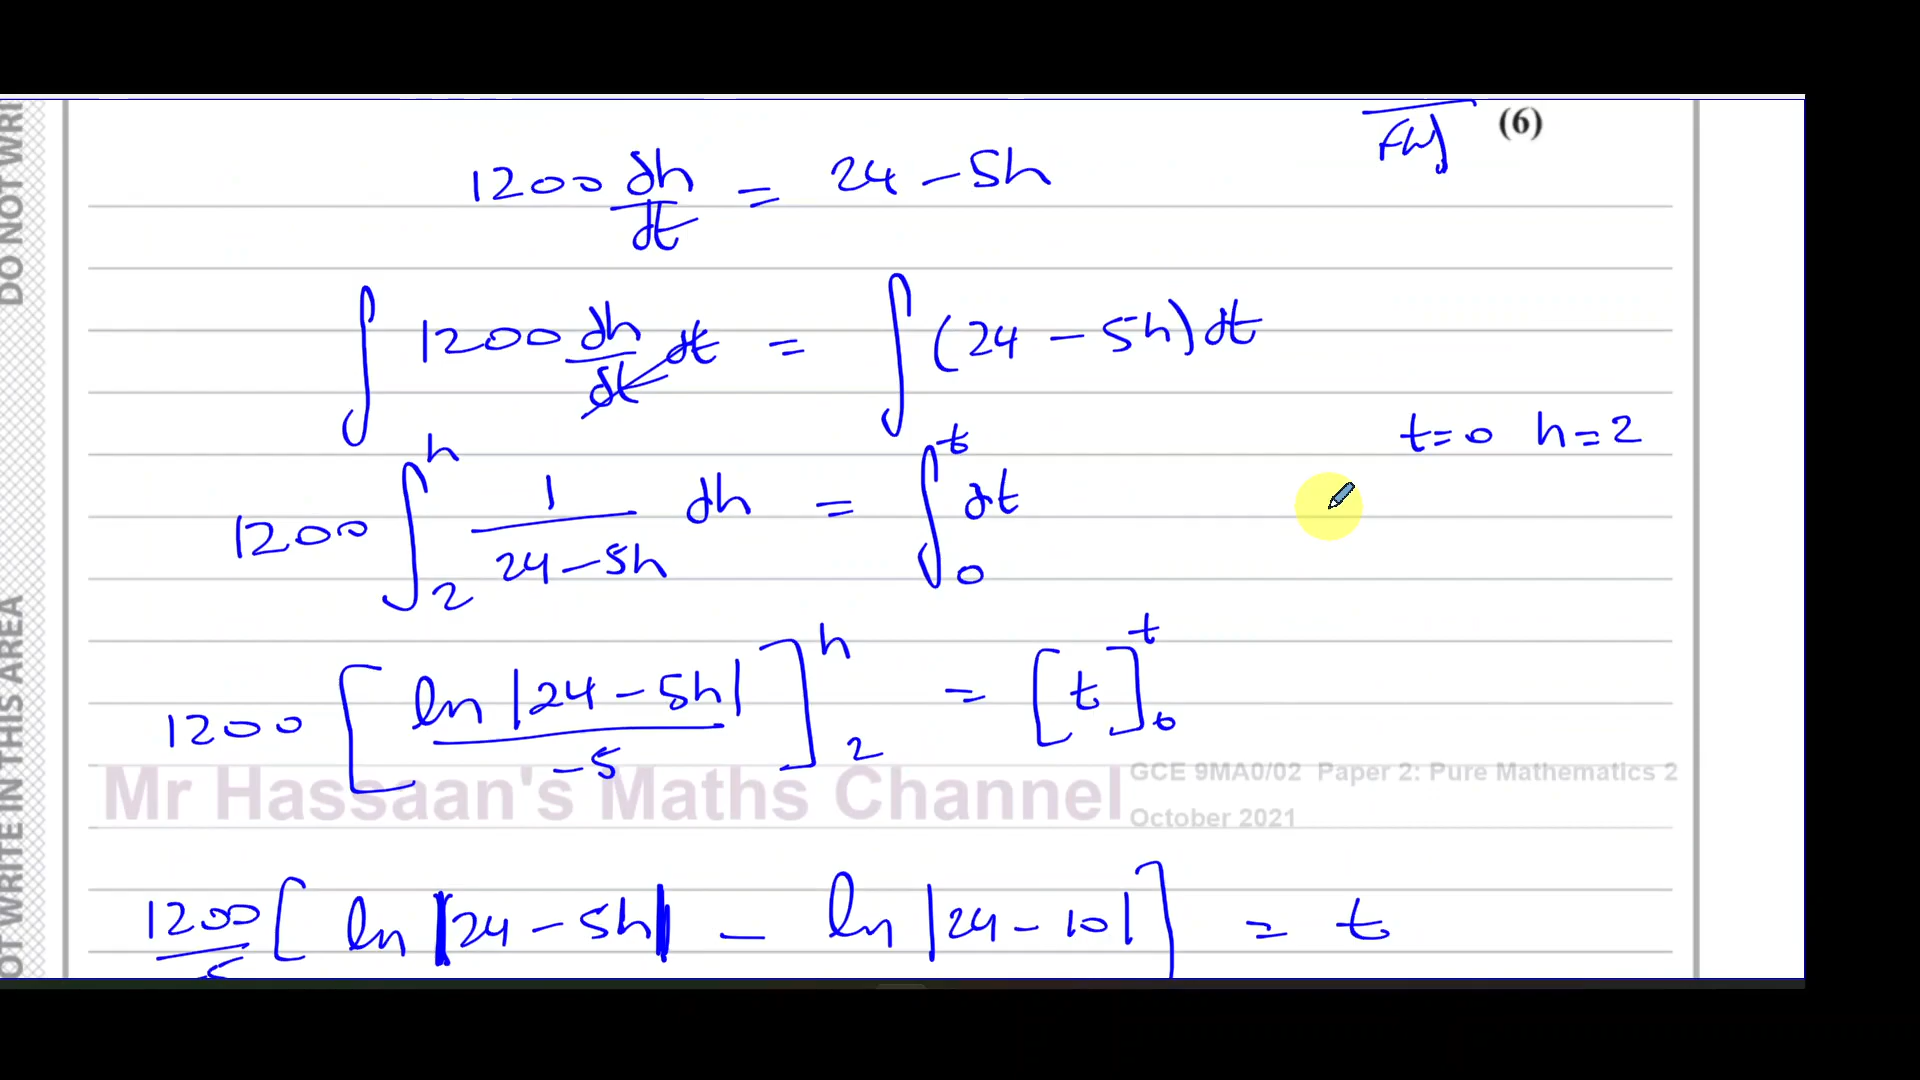 (6)
1200 dh/dt = 24 - 5h
∫ 1200 dh/dt dt = ∫ (24 - 5h) dt
t=0 h=2
1200 ∫₂ʰ 1/(24-5h) dh = ∫₀ᵗ dt
1200 [ ln|24-5h| / -5 ]₂ʰ = [t]₀ᵗ
Mr Hassaan's Maths Channel
GCE 9MA0/02 Paper 2: Pure Mathematics 2
October 2021
1200/-5 [ ln|24-5h| - ln|24-10| ] = t
DO NOT WRI
OT WRITE IN THIS AREA